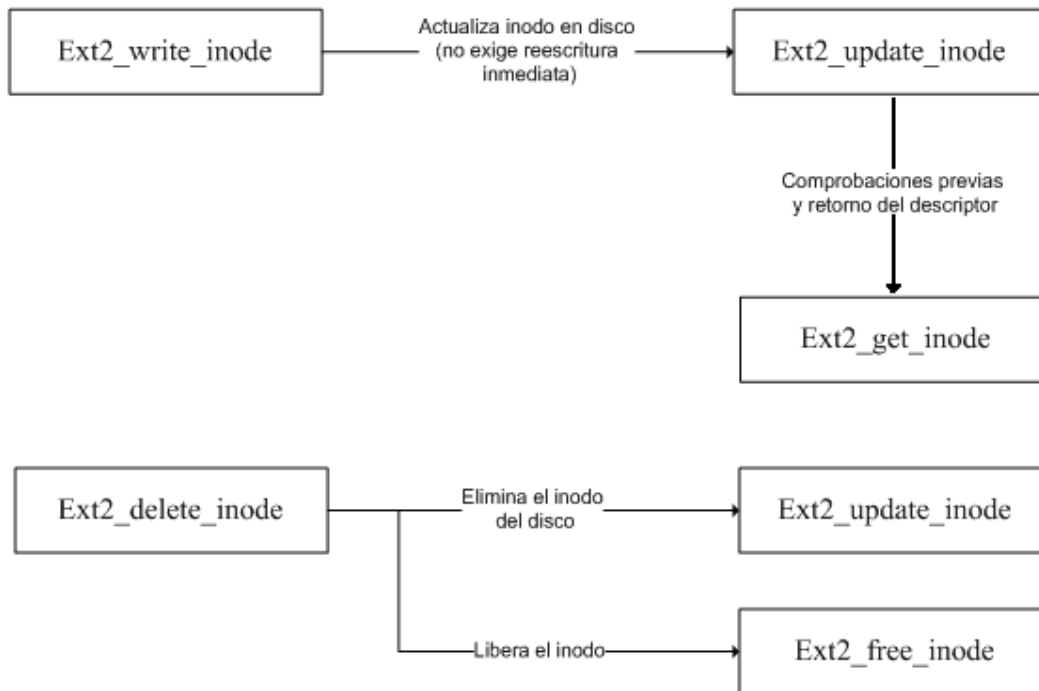 Ext2_write_inode
Actualiza inodo en disco
(no exige reescritura
inmediata)
Ext2_update_inode
Comprobaciones previas
y retorno del descriptor
Ext2_get_inode
Ext2_delete_inode
Elimina el inodo
del disco
Ext2_update_inode
Libera el inodo
Ext2_free_inode